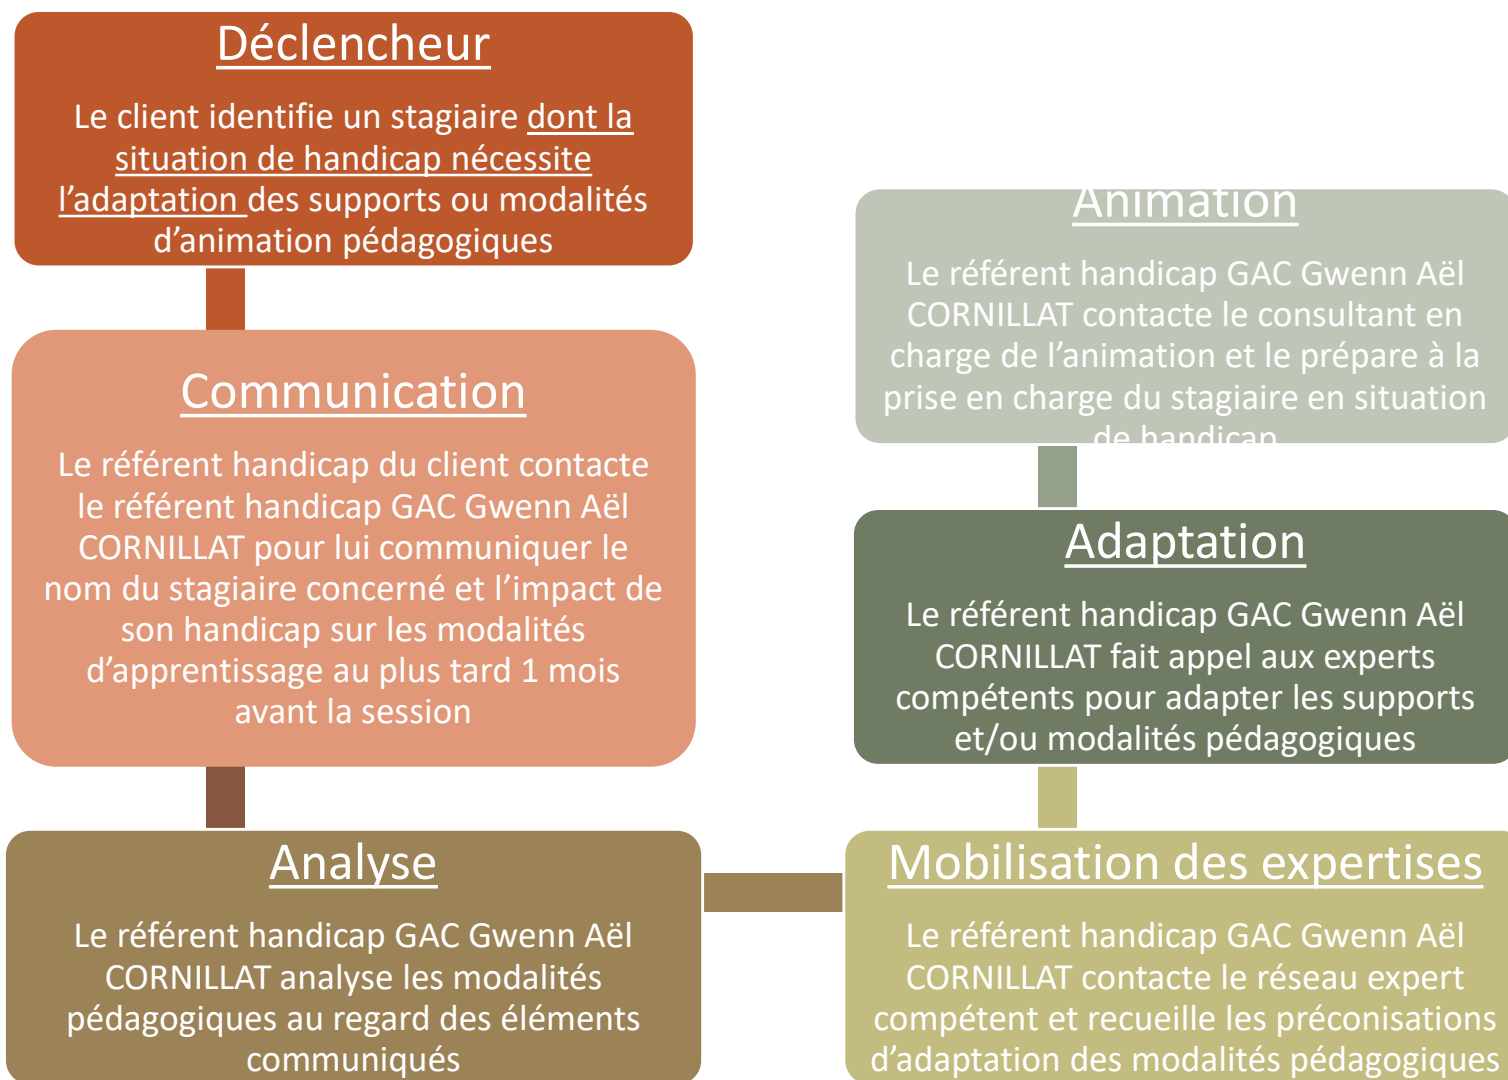 Déclencheur
Le client identifie un stagiaire dont la
situation de handicap nécessite
l’adaptation des supports ou modalités
d’animation pédagogiques
Communication
Le référent handicap du client contacte
le référent handicap GAC Gwenn Aël
CORNILLAT pour lui communiquer le
nom du stagiaire concerné et l’impact de
son handicap sur les modalités
d’apprentissage au plus tard 1 mois
avant la session
Analyse
Le référent handicap GAC Gwenn Aël
CORNILLAT analyse les modalités
pédagogiques au regard des éléments
communiqués
Mobilisation des expertises
Le référent handicap GAC Gwenn Aël
CORNILLAT contacte le réseau expert
compétent et recueille les préconisations
d’adaptation des modalités pédagogiques
Adaptation
Le référent handicap GAC Gwenn Aël
CORNILLAT fait appel aux experts
compétents pour adapter les supports
et/ou modalités pédagogiques
Animation
Le référent handicap GAC Gwenn Aël
CORNILLAT contacte le consultant en
charge de l’animation et le prépare à la
prise en charge du stagiaire en situation
de handicap